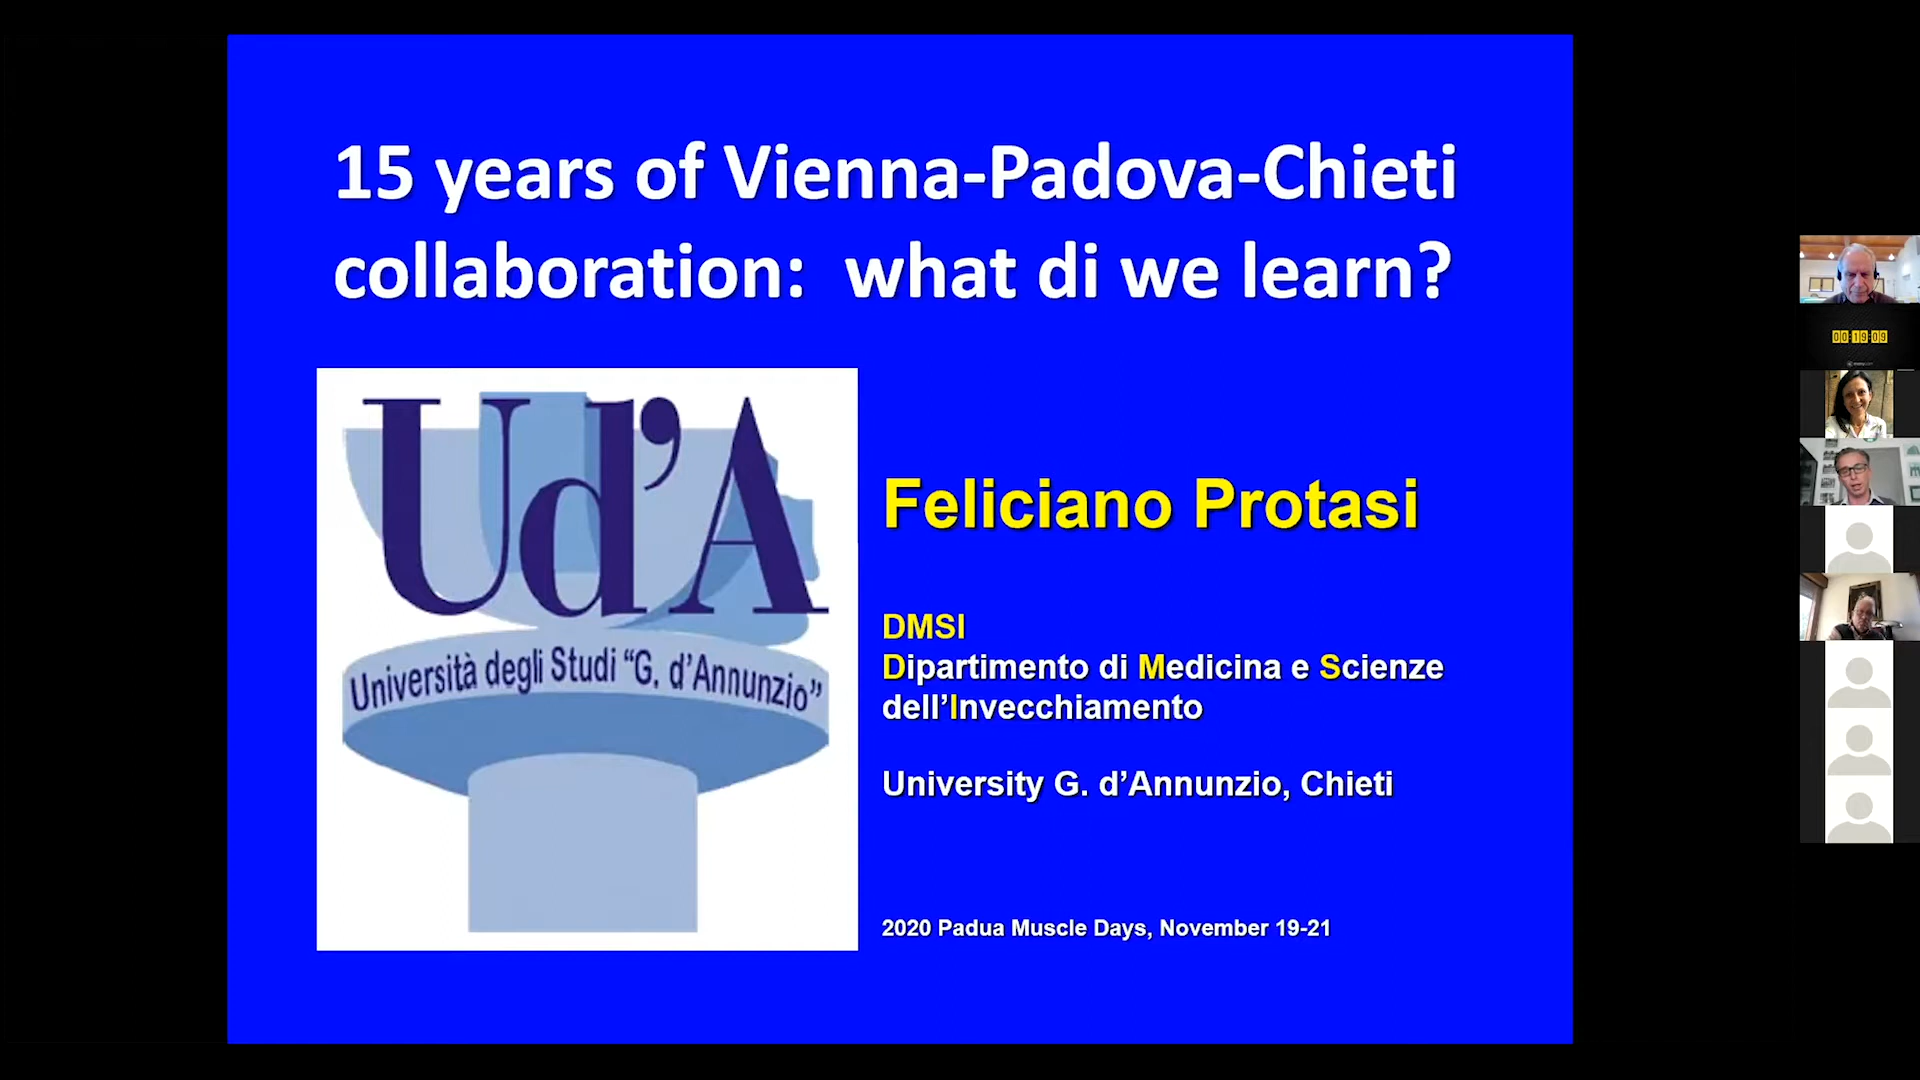 15 years of Vienna-Padova-Chieti
collaboration: what di we learn?
Ud'A
Università degli Studi “G. d’Annunzio”
Feliciano Protasi
DMSI
Dipartimento di Medicina e Scienze
dell’Invecchiamento
University G. d’Annunzio, Chieti
2020 Padua Muscle Days, November 19-21
00:19:09